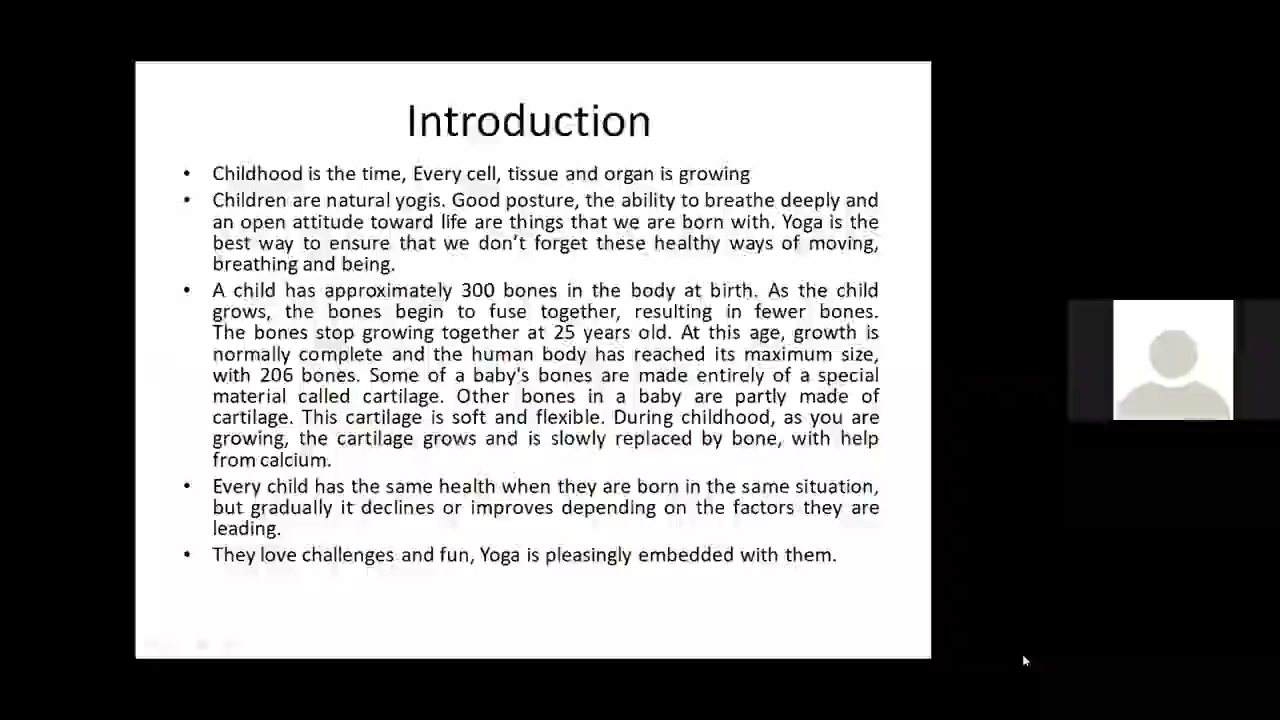 Introduction
• Childhood is the time, Every cell, tissue and organ is growing
• Children are natural yogis. Good posture, the ability to breathe deeply and
an open attitude toward life are things that we are born with. Yoga is the
best way to ensure that we don't forget these healthy ways of moving,
breathing and being.
• A child has approximately 300 bones in the body at birth. As the child
grows, the bones begin to fuse together, resulting in fewer bones.
The bones stop growing together at 25 years old. At this age, growth is
normally complete and the human body has reached its maximum size,
with 206 bones. Some of a baby's bones are made entirely of a special
material called cartilage. Other bones in a baby are partly made of
cartilage. This cartilage is soft and flexible. During childhood, as you are
growing, the cartilage grows and is slowly replaced by bone, with help
from calcium.
• Every child has the same health when they are born in the same situation,
but gradually it declines or improves depending on the factors they are
leading.
• They love challenges and fun, Yoga is pleasingly embedded with them.